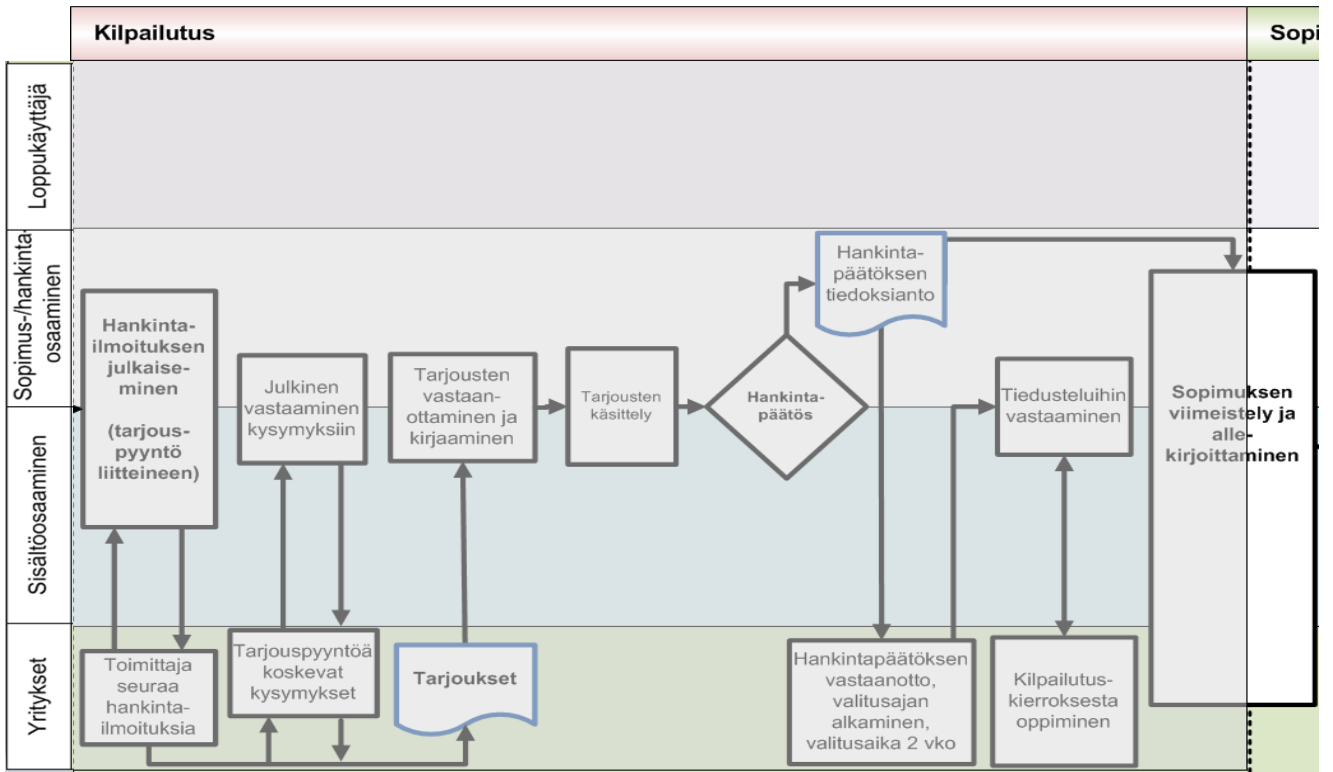 Kilpailutus
Sopi
Loppukäyttäjä
Sopimus-/hankinta-
osaaminen
Sisältöosaaminen
Yritykset
Hankinta-
ilmoituksen
julkaise-
minen
(tarjous-
pyyntö
liitteineen)
Julkinen
vastaaminen
kysymyksiin
Tarjousten
vastaan-
ottaminen ja
kirjaaminen
Tarjousten
käsittely
Hankinta-
päätös
Hankinta-
päätöksen
tiedoksianto
Tiedusteluihin
vastaaminen
Sopimuksen
viimeistely ja
alle-
kirjoittaminen
Toimittaja
seuraa
hankinta-
ilmoituksia
Tarjouspyyntöä
koskevat
kysymykset
Tarjoukset
Hankintapäätöksen
vastaanotto,
valitusajan
alkaminen,
valitusaika 2 vko
Kilpailutus-
kierroksesta
oppiminen